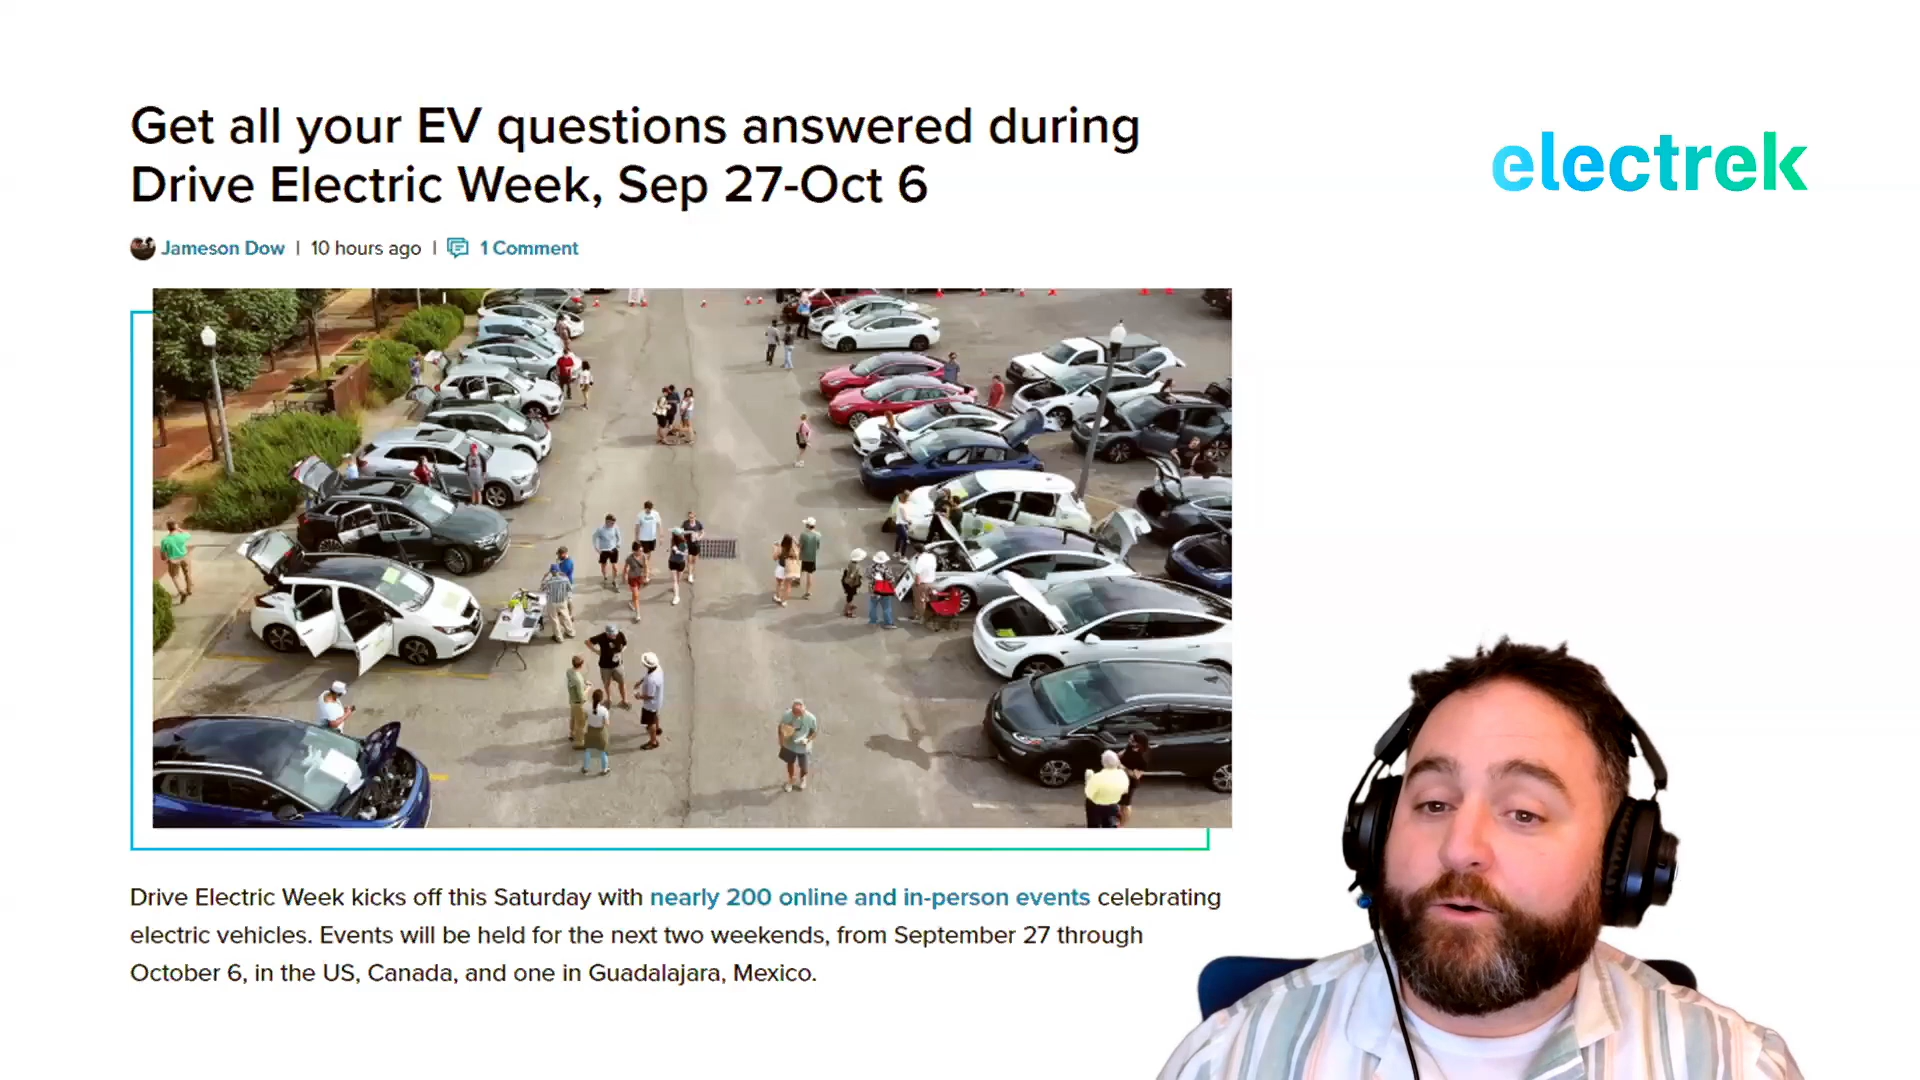 Get all your EV questions answered during
Drive Electric Week, Sep 27-Oct 6
electrek
Jameson Dow | 10 hours ago | 1 Comment
Drive Electric Week kicks off this Saturday with nearly 200 online and in-person events celebrating
electric vehicles. Events will be held for the next two weekends, from September 27 through
October 6, in the US, Canada, and one in Guadalajara, Mexico.